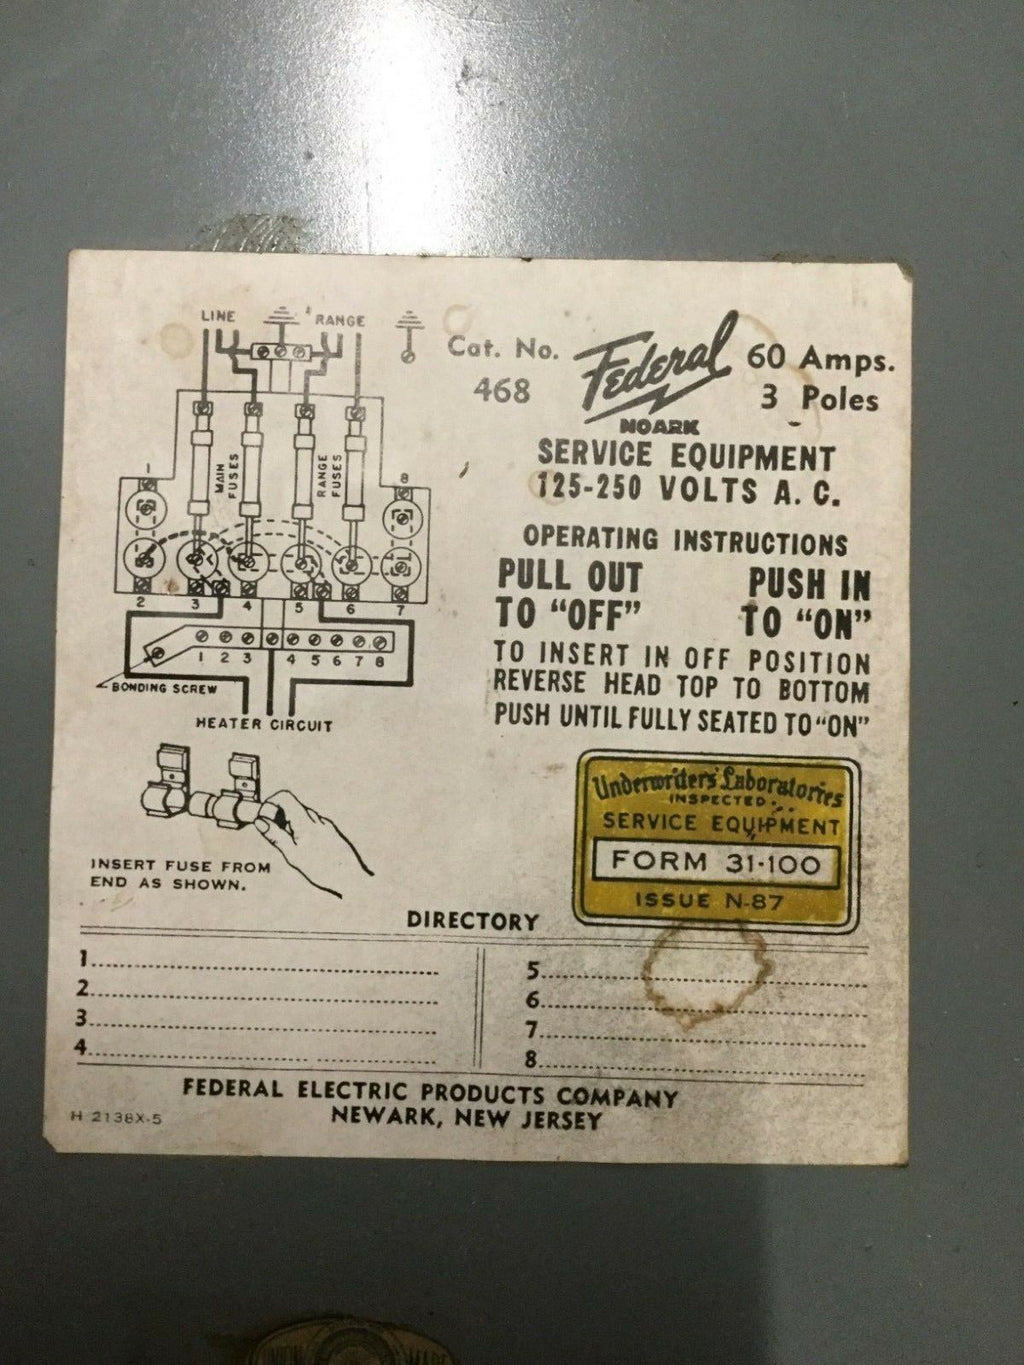 LINE
RANGE
Cat. No.
468
Federal
NOARK
60 Amps.
3 Poles
SERVICE EQUIPMENT
125-250 VOLTS A. C.
MAIN
FUSES
RANGE
FUSES
1
8
2 3 4 5 6 7
1 2 3 4 5 6 7 8
BONDING SCREW
HEATER CIRCUIT
OPERATING INSTRUCTIONS
PULL OUT
TO "OFF"
PUSH IN
TO "ON"
TO INSERT IN OFF POSITION
REVERSE HEAD TOP TO BOTTOM
PUSH UNTIL FULLY SEATED TO "ON"
INSERT FUSE FROM
END AS SHOWN.
Underwriters' Laboratories
INSPECTED
SERVICE EQUIPMENT
FORM 31-100
ISSUE N-87
DIRECTORY
1
2
3
4
5
6
7
8
FEDERAL ELECTRIC PRODUCTS COMPANY
NEWARK, NEW JERSEY
H 2138X-5
UNION MADE